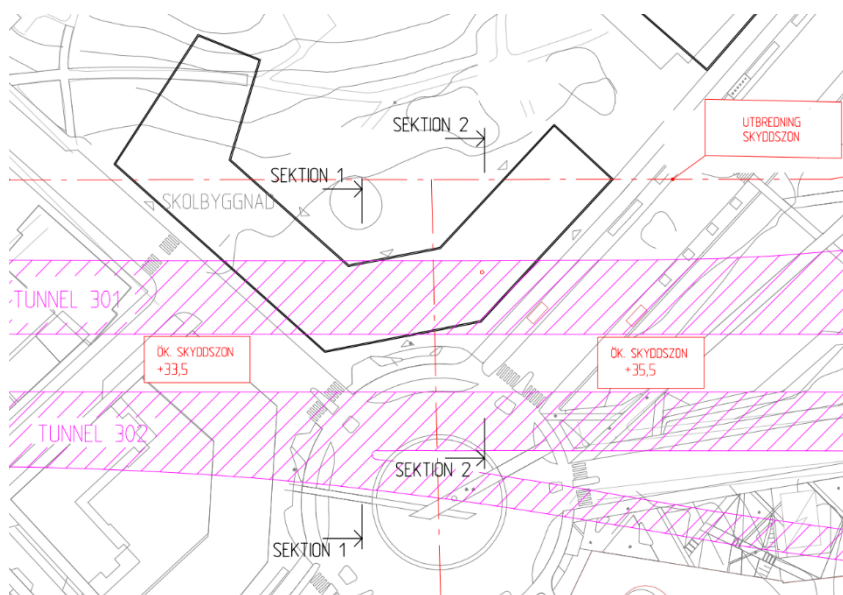 SEKTION 2
UTBREDNING
SKYDDSZON
SEKTION 1
SKOLBYGGNAD
TUNNEL 301
ÖK. SKYDDSZON
+33,5
ÖK. SKYDDSZON
+35,5
TUNNEL 302
SEKTION 2
SEKTION 1